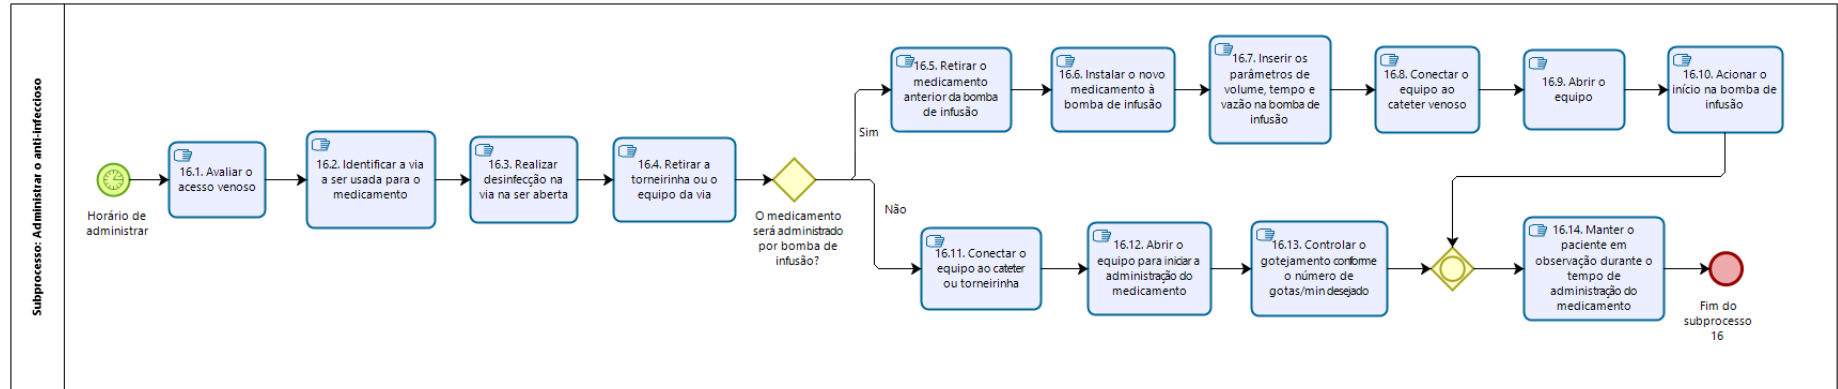 Subprocesso: Administrar o anti-infeccioso
Horário de
administrar
16.1. Avaliar o
acesso venoso
16.2. Identificar a via
a ser usada para o
medicamento
16.3. Realizar
desinfecção na
via na ser aberta
16.4. Retirar a
torneirinha ou o
equipo da via
O medicamento
será administrado
por bomba de
infusão?
Sim
16.5. Retirar o
medicamento
anterior da bomba
de infusão
16.6. Instalar o novo
medicamento à
bomba de infusão
16.7. Inserir os
parâmetros de
volume, tempo e
vazão na bomba de
infusão
16.8. Conectar o
equipo ao
cateter venoso
16.9. Abrir o
equipo
16.10. Acionar o
início na bomba de
infusão
Não
16.11. Conectar o
equipo ao cateter
ou torneirinha
16.12. Abrir o
equipo para iniciar a
administração do
medicamento
16.13. Controlar o
gotejamento conforme
o número de
gotas/min desejado
16.14. Manter o
paciente em
observação durante o
tempo de
administração do
medicamento
Fim do
subprocesso
16